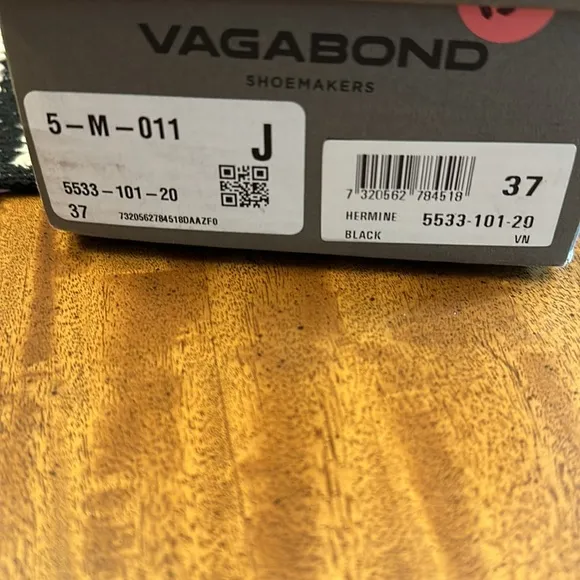 VAGABOND
SHOEMAKERS
5-M-011
J
5533-101-20
37
7320562784518DAAZF0
7 320562 784518
37
HERMINE 5533-101-20
BLACK VN